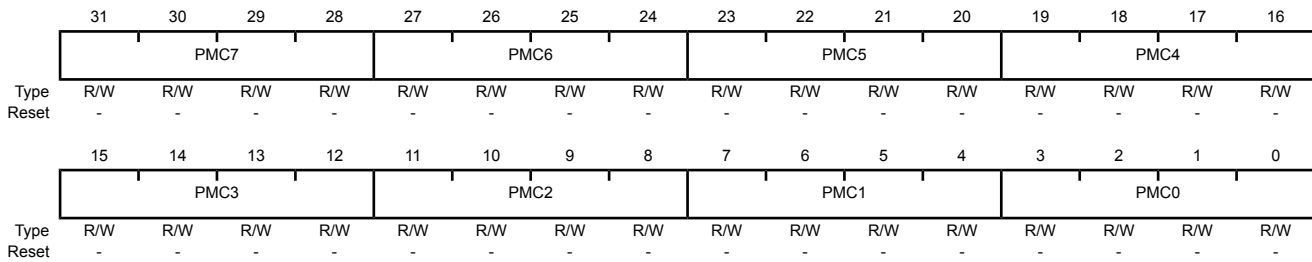 31 30 29 28 27 26 25 24 23 22 21 20 19 18 17 16
PMC7 PMC6 PMC5 PMC4
Type R/W R/W R/W R/W R/W R/W R/W R/W R/W R/W R/W R/W R/W R/W R/W R/W
Reset - - - - - - - - - - - - - - - -
15 14 13 12 11 10 9 8 7 6 5 4 3 2 1 0
PMC3 PMC2 PMC1 PMC0
Type R/W R/W R/W R/W R/W R/W R/W R/W R/W R/W R/W R/W R/W R/W R/W R/W
Reset - - - - - - - - - - - - - - - -